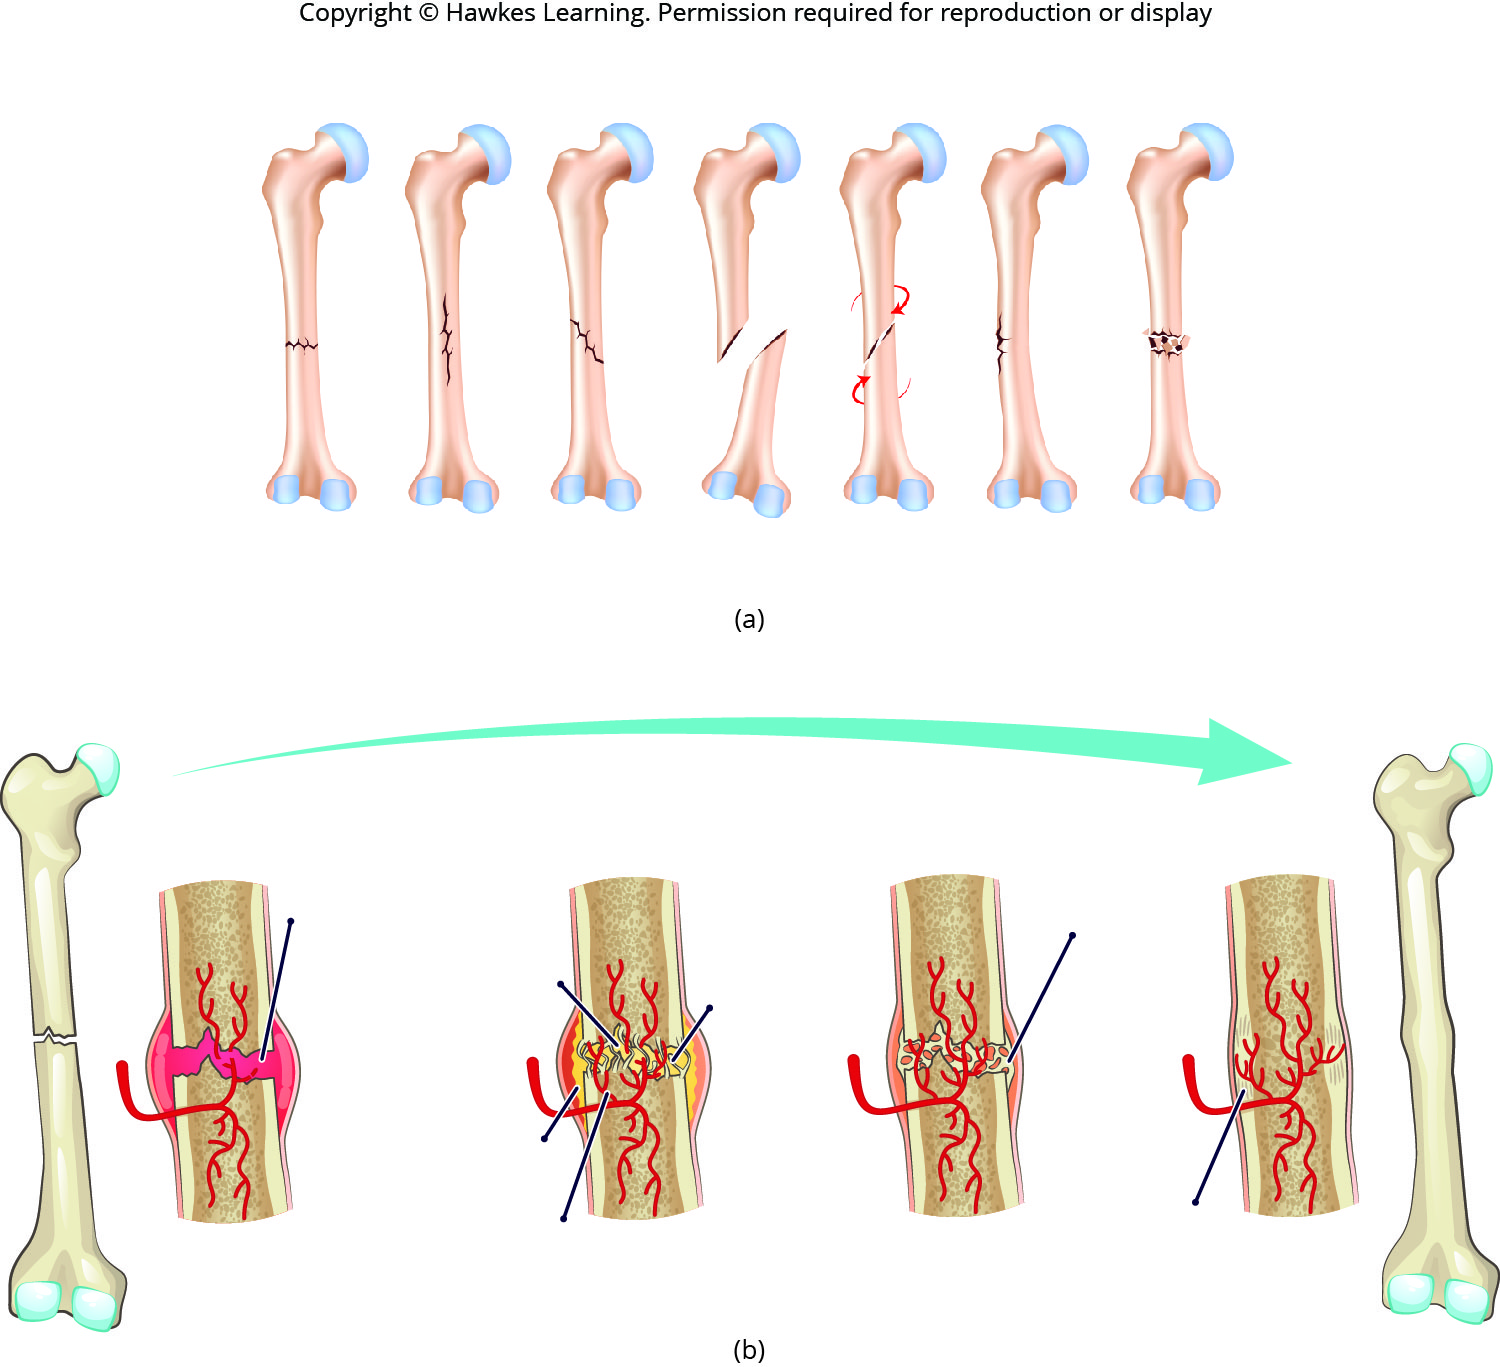 Copyright © Hawkes Learning. Permission required for reproduction or display
(a)
(b)